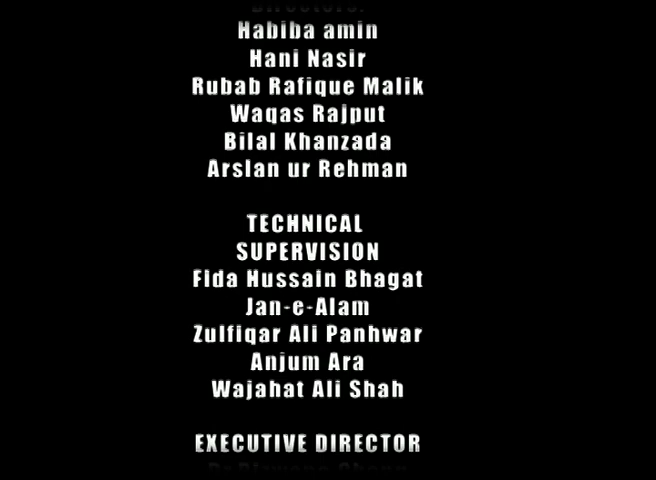 Directors:
Habiba amin
Hani Nasir
Rubab Rafique Malik
Waqas Rajput
Bilal Khanzada
Arslan ur Rehman
TECHNICAL
SUPERVISION
Fida Hussain Bhagat
Jan-e-Alam
Zulfiqar Ali Panhwar
Anjum Ara
Wajahat Ali Shah
EXECUTIVE DIRECTOR